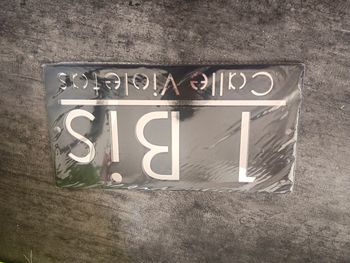 1 Bis
Calle Violetas